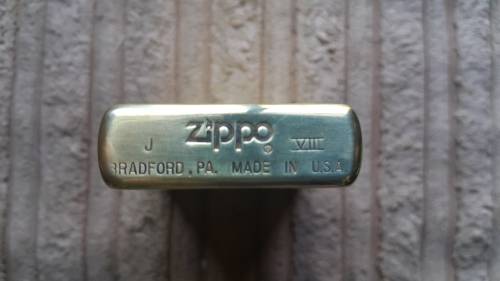 J Zippo ® VIII
BRADFORD, PA. MADE IN U.S.A